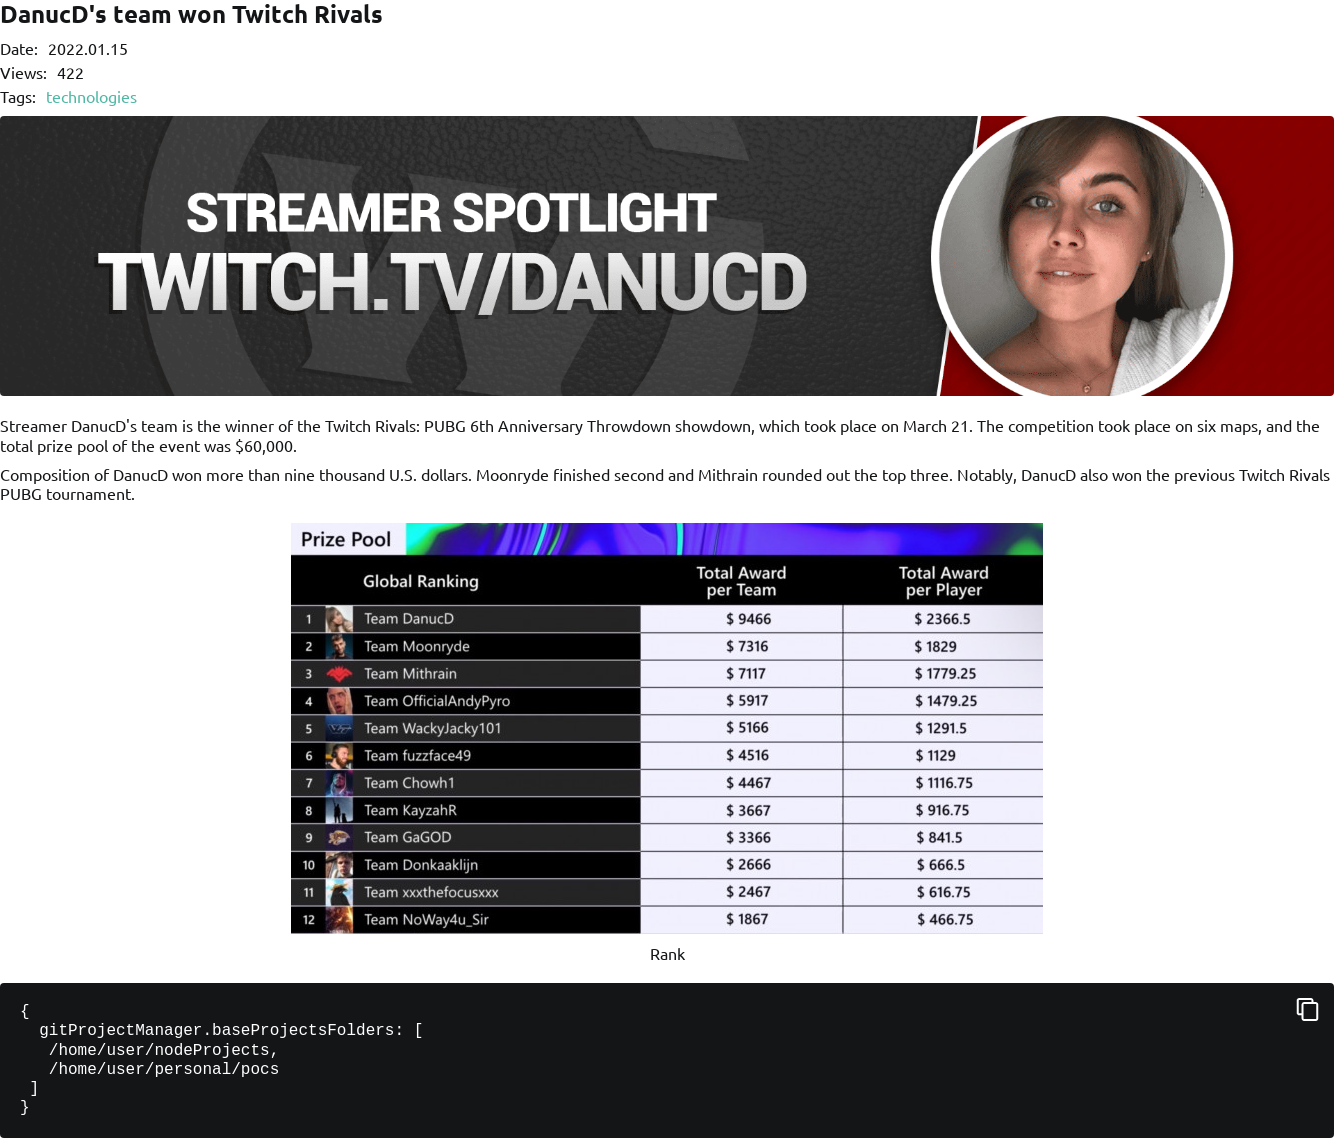 DanucD's team won Twitch Rivals
Date: 2022.01.15
Views: 422
Tags: technologies
STREAMER SPOTLIGHT
TWITCH.TV/DANUCD
Streamer DanucD's team is the winner of the Twitch Rivals: PUBG 6th Anniversary Throwdown showdown, which took place on March 21. The competition took place on six maps, and the
total prize pool of the event was $60,000.
Composition of DanucD won more than nine thousand U.S. dollars. Moonryde finished second and Mithrain rounded out the top three. Notably, DanucD also won the previous Twitch Rivals
PUBG tournament.
Prize Pool
Global Ranking Total Award per Team Total Award per Player
1 Team DanucD $ 9466 $ 2366.5
2 Team Moonryde $ 7316 $ 1829
3 Team Mithrain $ 7117 $ 1779.25
4 Team OfficialAndyPyro $ 5917 $ 1479.25
5 Team WackyJacky101 $ 5166 $ 1291.5
6 Team fuzzface49 $ 4516 $ 1129
7 Team Chowh1 $ 4467 $ 1116.75
8 Team KayzahR $ 3667 $ 916.75
9 Team GaGOD $ 3366 $ 841.5
10 Team Donkaaklijn $ 2666 $ 666.5
11 Team xxxthefocusxxx $ 2467 $ 616.75
12 Team NoWay4u_Sir $ 1867 $ 466.75
Rank
{
  gitProjectManager.baseProjectsFolders: [
   /home/user/nodeProjects,
   /home/user/personal/pocs
 ]
}